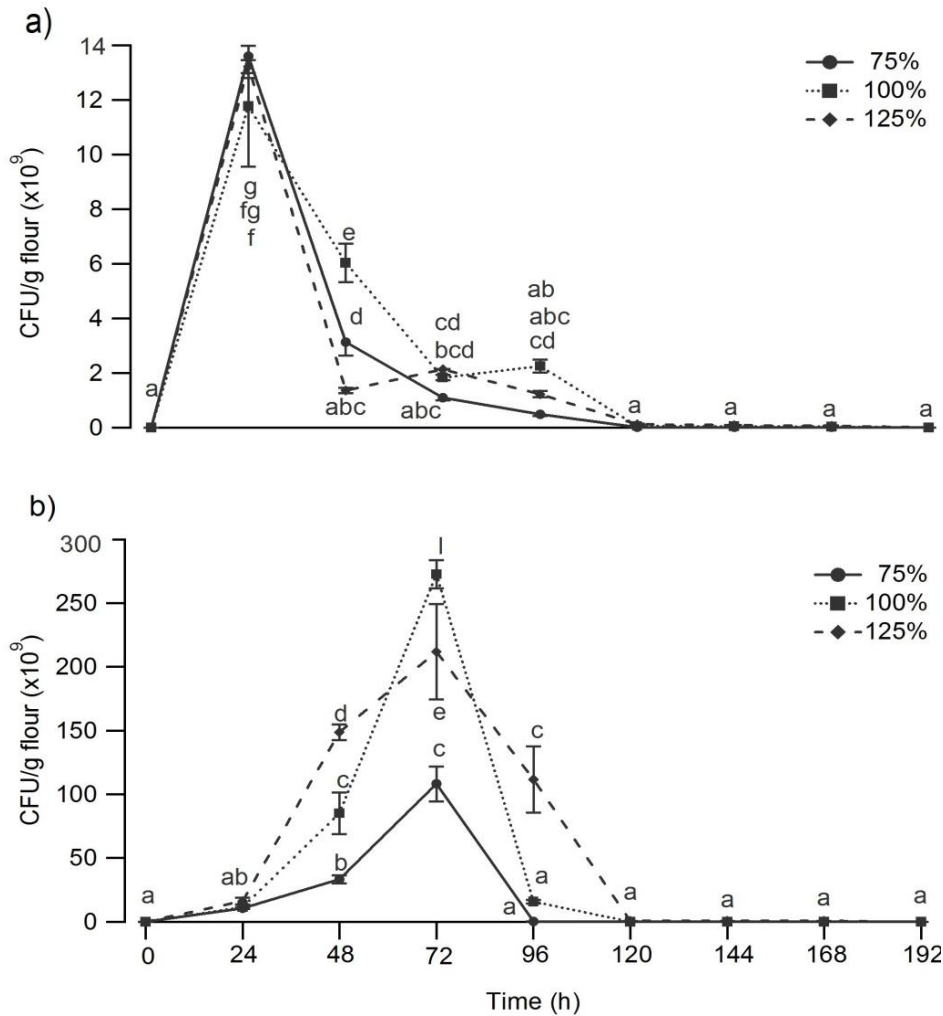 a)
14
12
10
8
6
4
2
0
CFU/g flour (x10⁹)
75%
100%
125%
a
g
fg
f
e
d
abc
cd
bcd
abc
ab
abc
cd
a
a
a
a
b)
300
250
200
150
100
50
0
CFU/g flour (x10⁹)
75%
100%
125%
a
ab
d
c
b
l
e
c
c
a
a
a
a
a
a
0 24 48 72 96 120 144 168 192
Time (h)